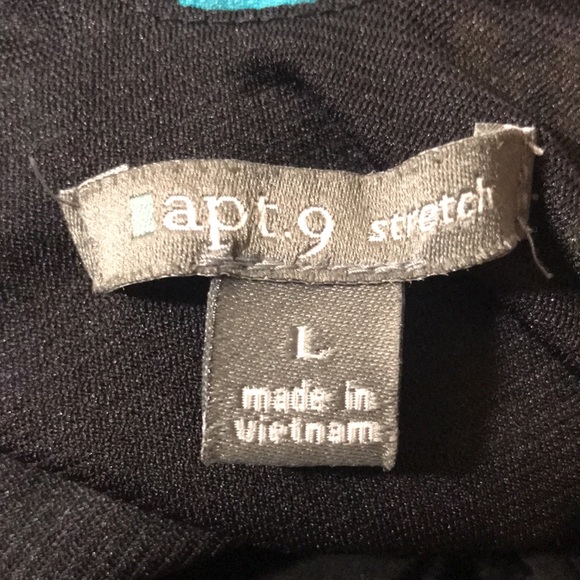 apt.9 stretch
L
made in
vietnam